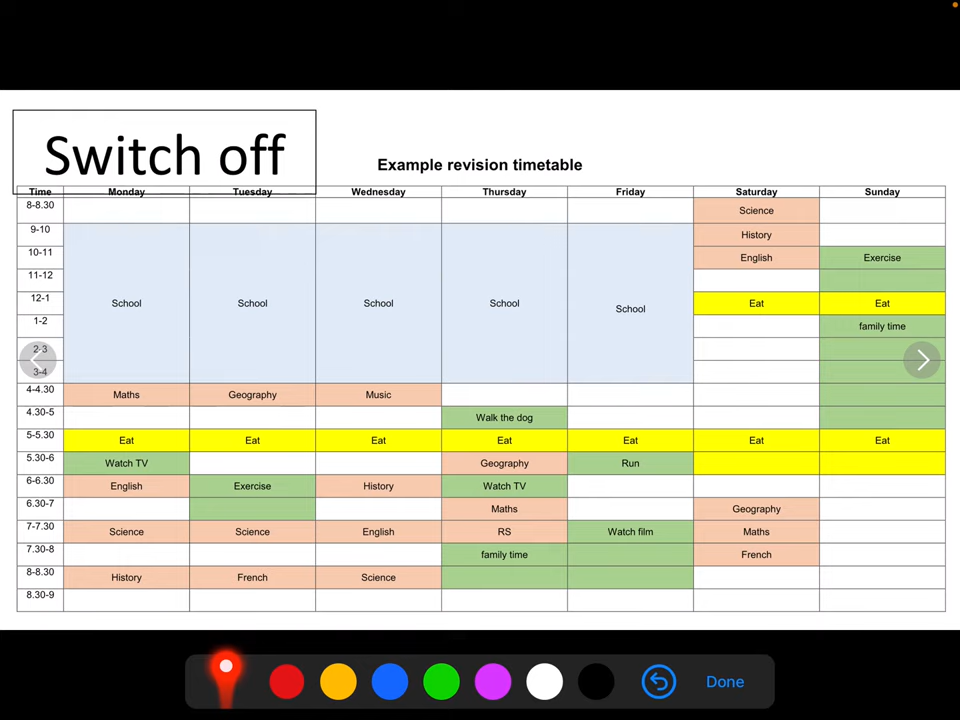 Switch off
Example revision timetable
Time Monday Tuesday Wednesday Thursday Friday Saturday Sunday
8-8.30 Science
9-10 History
10-11 English Exercise
11-12
12-1 School School School School School Eat Eat
1-2 family time
2-3
3-4
4-4.30 Maths Geography Music
4.30-5 Walk the dog
5-5.30 Eat Eat Eat Eat Eat Eat Eat
5.30-6 Watch TV Geography Run
6-6.30 English Exercise History Watch TV
6.30-7 Maths Geography
7-7.30 Science Science English RS Watch film Maths
7.30-8 family time French
8-8.30 History French Science
8.30-9
Done